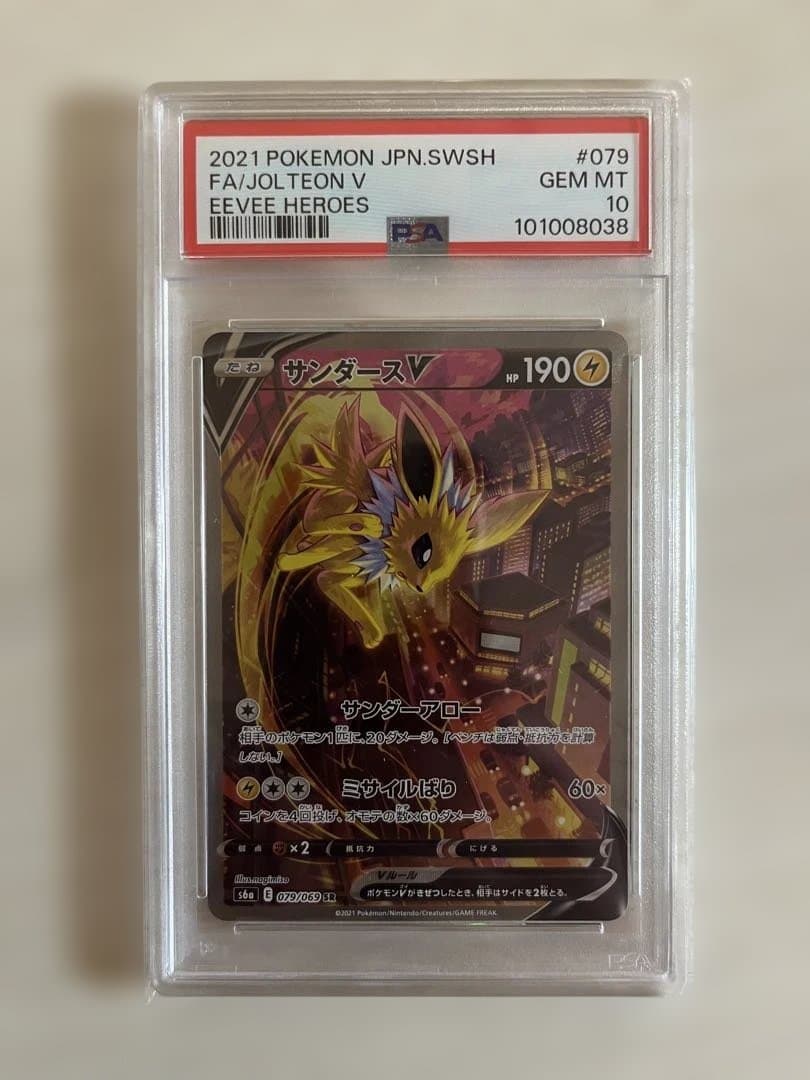 2021 POKEMON JPN.SWSH #079
FA/JOLTEON V GEM MT
EEVEE HEROES 10
PSA 101008038
たね サンダースV HP 190
サンダーアロー
相手のポケモン1匹に、20ダメージ。[ベンチは弱点・抵抗力を計算
しない。]
ミサイルばり 60×
コインを4回投げ、オモテの数×60ダメージ。
弱点 ×2 抵抗力 にげる
Illus.nagimiso
Vルール
s6a E 079/069 SR ポケモンVがきぜつしたとき、相手はサイドを2枚とる。
©2021 Pokémon/Nintendo/Creatures/GAME FREAK.
PSA